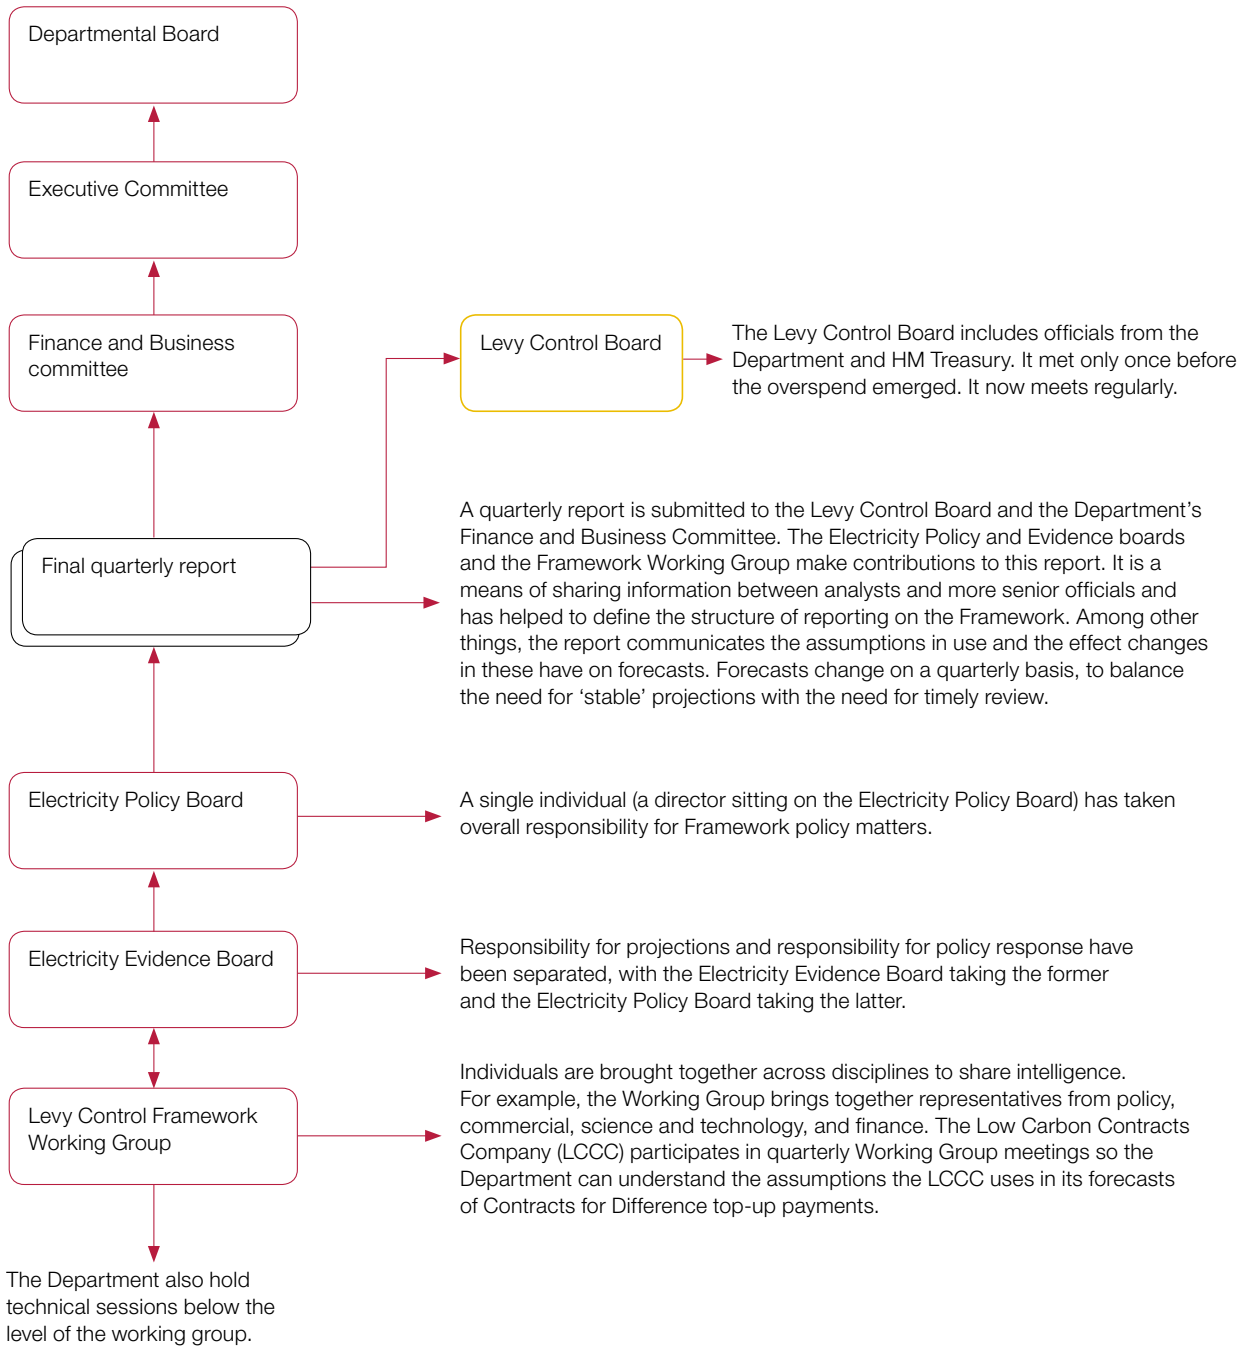 Departmental Board
Executive Committee
Finance and Business
committee
Levy Control Board
The Levy Control Board includes officials from the
Department and HM Treasury. It met only once before
the overspend emerged. It now meets regularly.
Final quarterly report
A quarterly report is submitted to the Levy Control Board and the Department’s
Finance and Business Committee. The Electricity Policy and Evidence boards
and the Framework Working Group make contributions to this report. It is a
means of sharing information between analysts and more senior officials and
has helped to define the structure of reporting on the Framework. Among other
things, the report communicates the assumptions in use and the effect changes
in these have on forecasts. Forecasts change on a quarterly basis, to balance
the need for ‘stable’ projections with the need for timely review.
Electricity Policy Board
A single individual (a director sitting on the Electricity Policy Board) has taken
overall responsibility for Framework policy matters.
Electricity Evidence Board
Responsibility for projections and responsibility for policy response have
been separated, with the Electricity Evidence Board taking the former
and the Electricity Policy Board taking the latter.
Levy Control Framework
Working Group
Individuals are brought together across disciplines to share intelligence.
For example, the Working Group brings together representatives from policy,
commercial, science and technology, and finance. The Low Carbon Contracts
Company (LCCC) participates in quarterly Working Group meetings so the
Department can understand the assumptions the LCCC uses in its forecasts
of Contracts for Difference top-up payments.
The Department also hold
technical sessions below the
level of the working group.